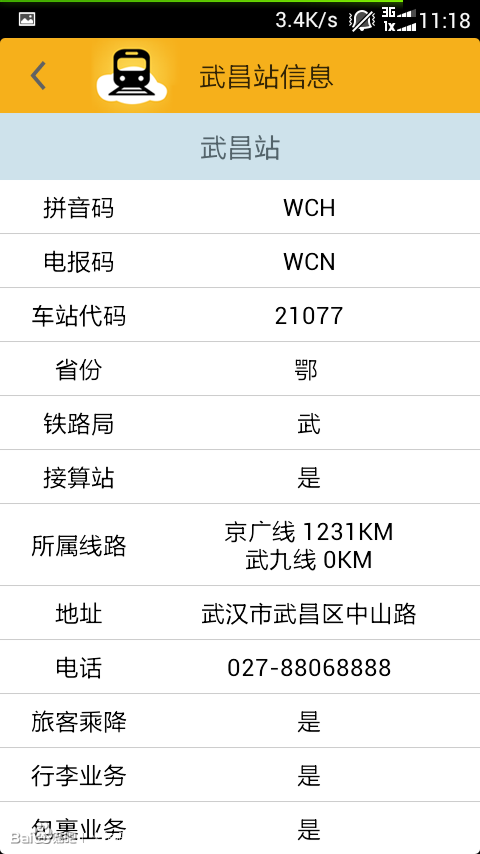 3.4K/s 3G 1X 11:18
武昌站信息
武昌站
拼音码 WCH
电报码 WCN
车站代码 21077
省份 鄂
铁路局 武
接算站 是
所属线路 京广线 1231KM
武九线 0KM
地址 武汉市武昌区中山路
电话 027-88068888
旅客乘降 是
行李业务 是
包裹业务 是